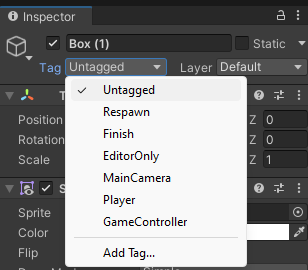 Inspector
Box (1)
Static
Tag Untagged Layer Default
Untagged
Respawn
Finish
EditorOnly
MainCamera
Player
GameController
Add Tag...
T
Position Z 0
Rotation Z 0
Scale Z 1
S
Sprite
Color
Flip